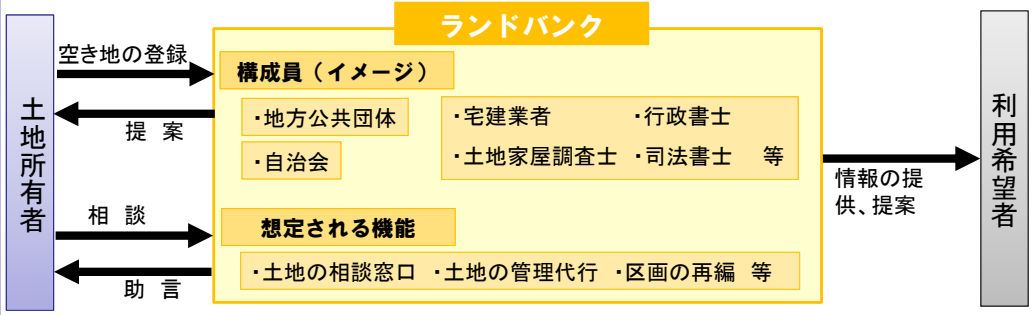 ランドバンク
土地所有者
空き地の登録
提 案
相 談
助 言
構成員（イメージ）
・地方公共団体
・自治会
・宅建業者 ・行政書士
・土地家屋調査士 ・司法書士 等
想定される機能
・土地の相談窓口 ・土地の管理代行 ・区画の再編 等
情報の提
供、提案
利用希望者